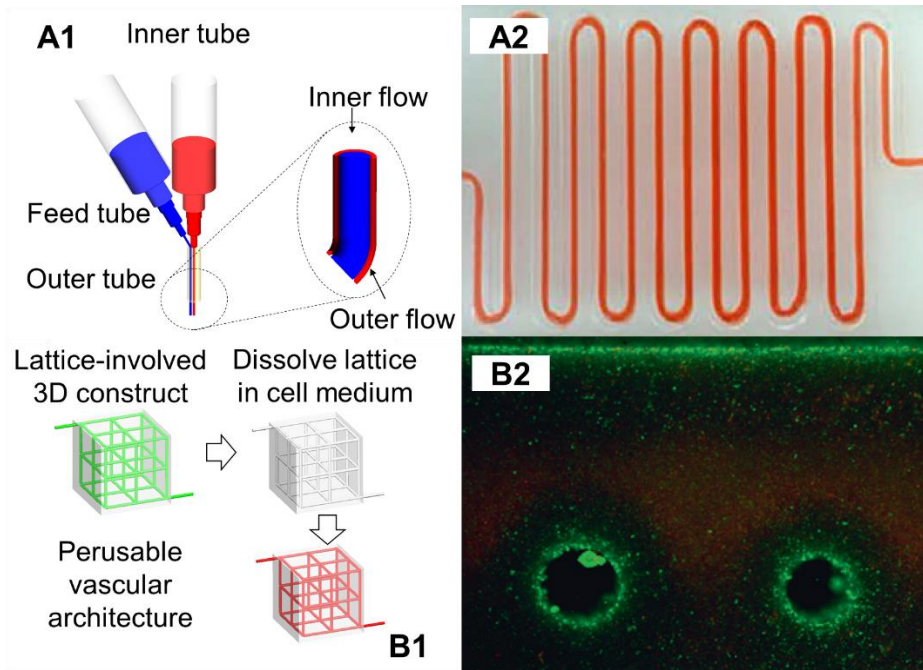 A1
Inner tube
Inner flow
Feed tube
Outer tube
Outer flow
A2
Lattice-involved
3D construct
Dissolve lattice
in cell medium
Perusable
vascular
architecture
B1
B2